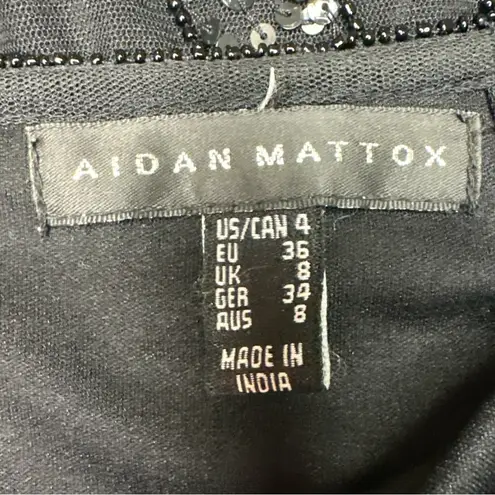 AIDAN MATTOX
US/CAN 4
EU 36
UK 8
GER 34
AUS 8
MADE IN
INDIA